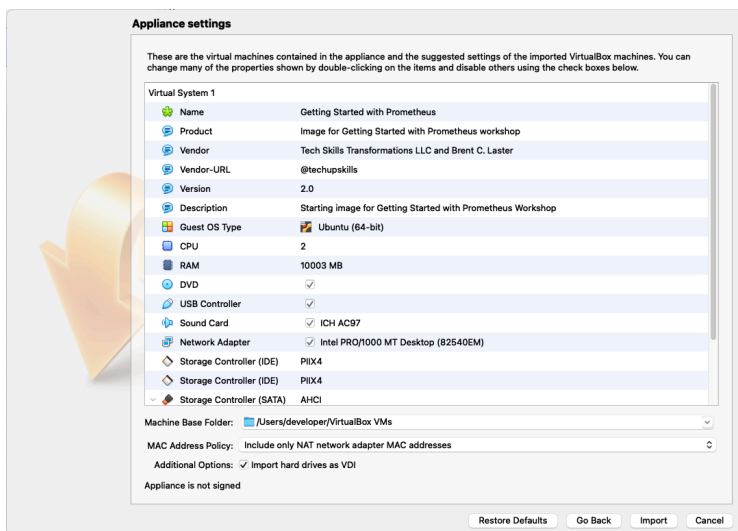 Appliance settings
These are the virtual machines contained in the appliance and the suggested settings of the imported VirtualBox machines. You can
change many of the properties shown by double-clicking on the items and disable others using the check boxes below.
Virtual System 1
Name Getting Started with Prometheus
Product Image for Getting Started with Prometheus workshop
Vendor Tech Skills Transformations LLC and Brent C. Laster
Vendor-URL @techupskills
Version 2.0
Description Starting image for Getting Started with Prometheus Workshop
Guest OS Type Ubuntu (64-bit)
CPU 2
RAM 10003 MB
DVD
USB Controller
Sound Card ICH AC97
Network Adapter Intel PRO/1000 MT Desktop (82540EM)
Storage Controller (IDE) PIIX4
Storage Controller (IDE) PIIX4
Storage Controller (SATA) AHCI
Machine Base Folder: /Users/developer/VirtualBox VMs
MAC Address Policy: Include only NAT network adapter MAC addresses
Additional Options: Import hard drives as VDI
Appliance is not signed
Restore Defaults Go Back Import Cancel